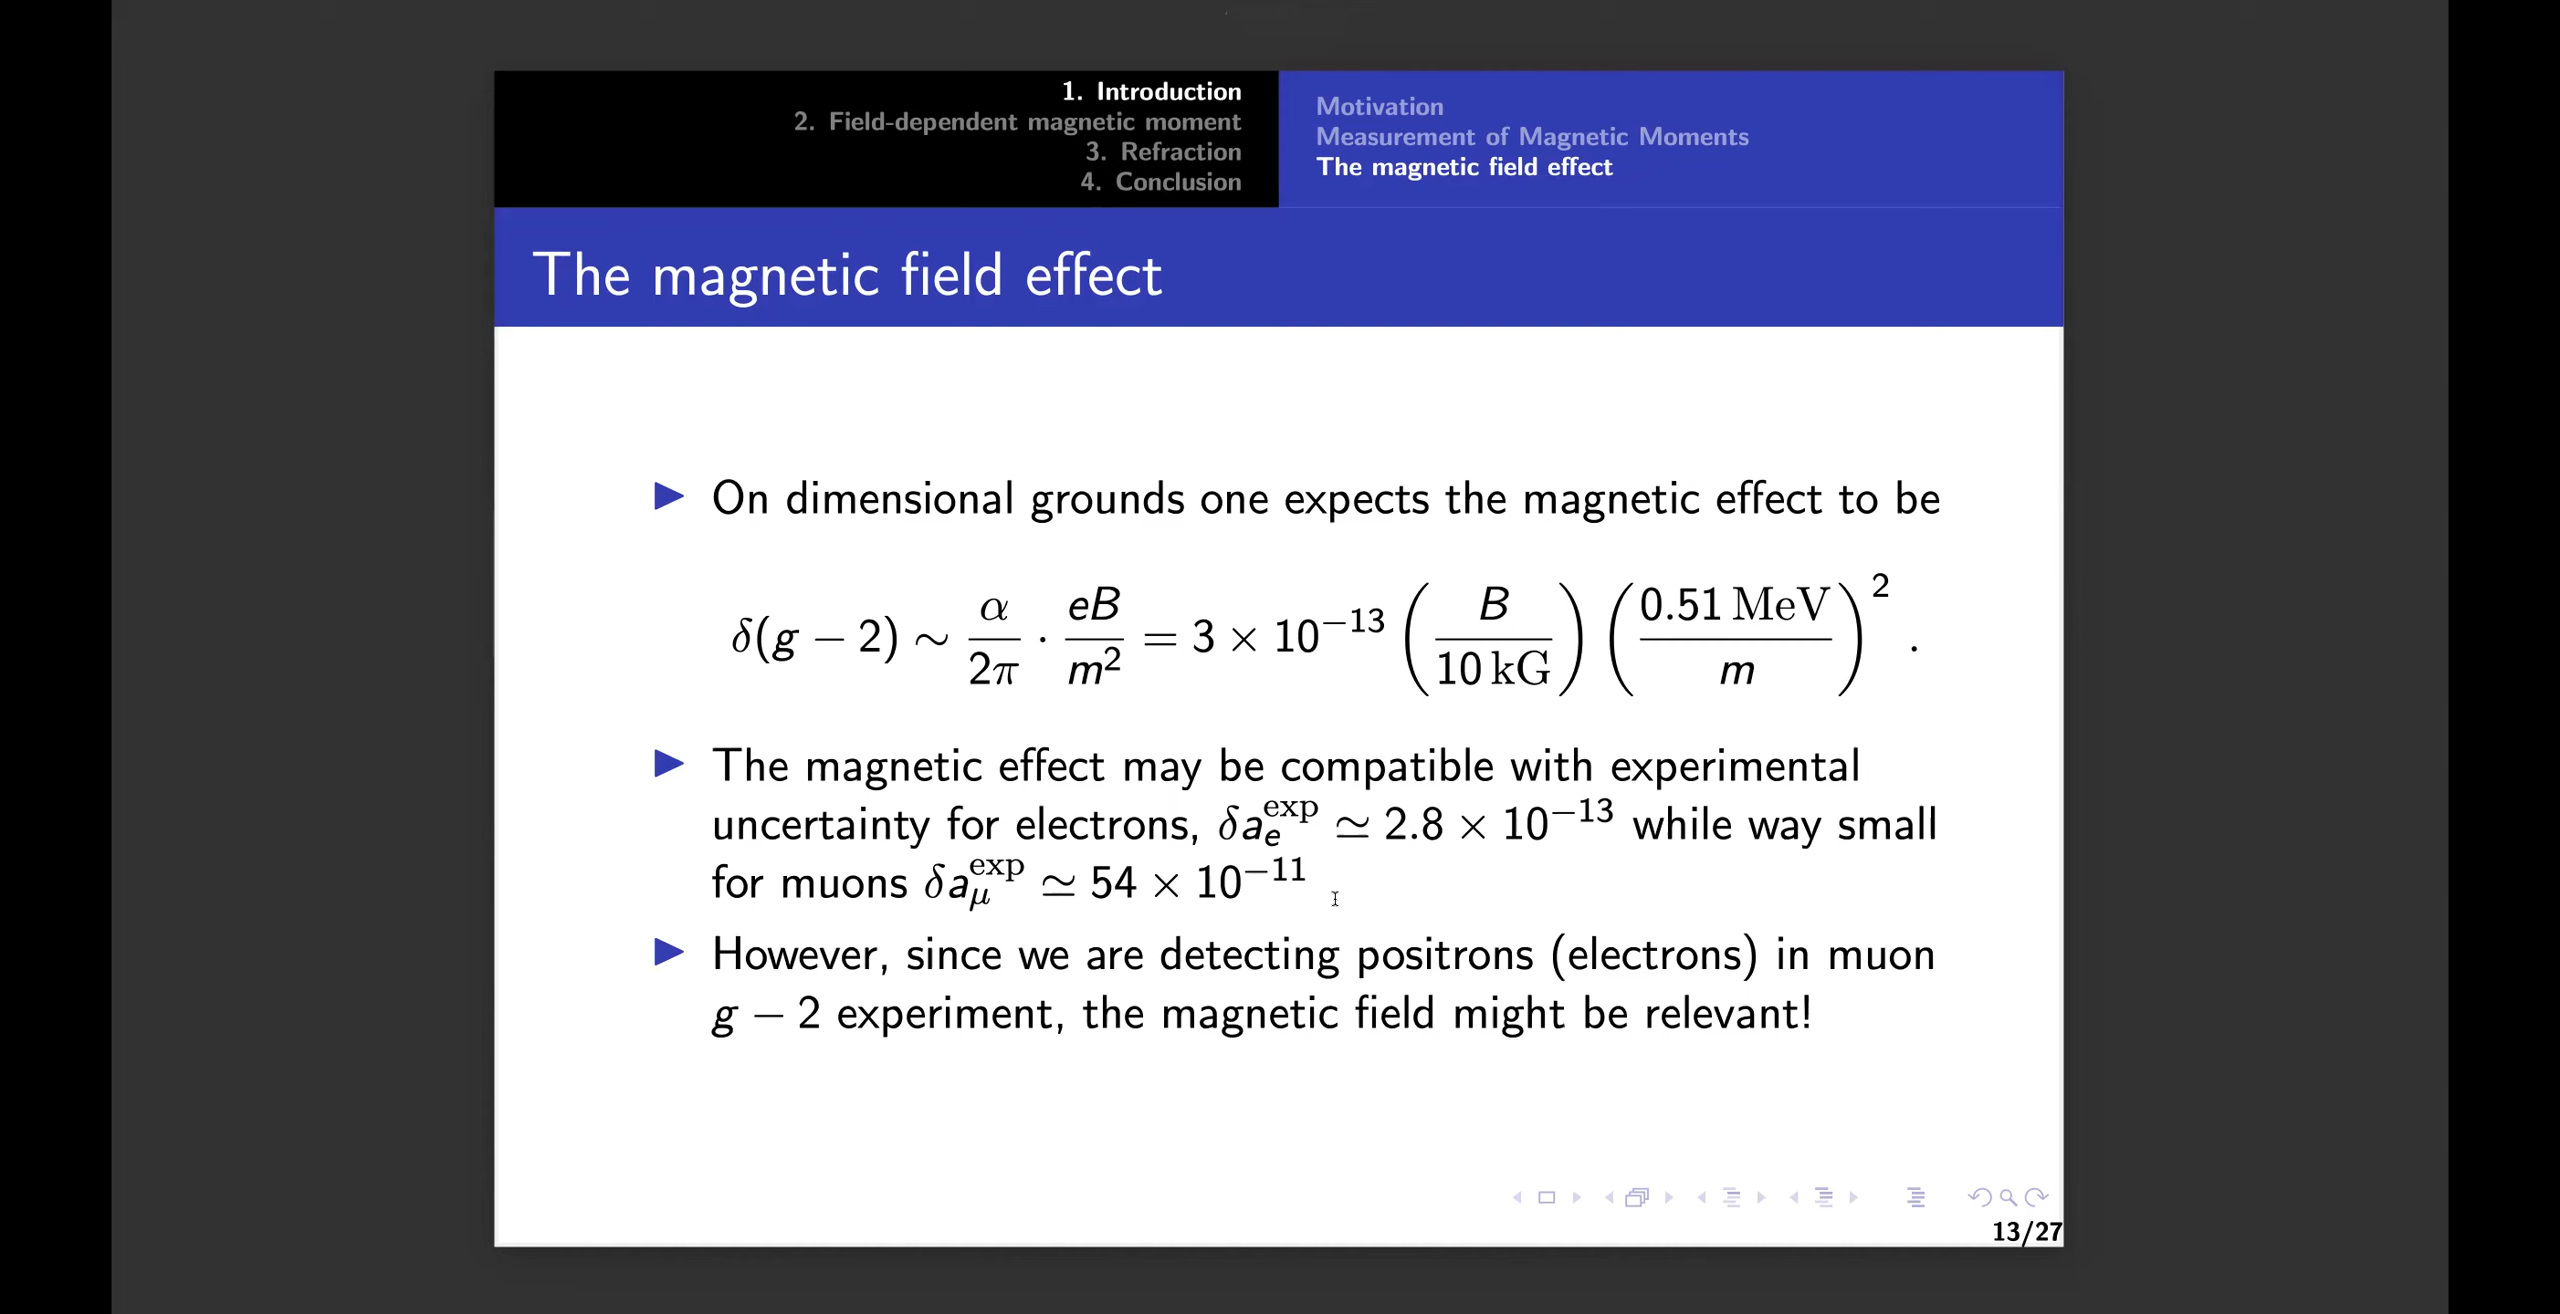 1. Introduction
2. Field-dependent magnetic moment
3. Refraction
4. Conclusion
Motivation
Measurement of Magnetic Moments
The magnetic field effect
The magnetic field effect
▶ On dimensional grounds one expects the magnetic effect to be
δ(g − 2) ∼ α/2π · eB/m² = 3 × 10⁻¹³ (B/10 kG) (0.51 MeV/m)² .
▶ The magnetic effect may be compatible with experimental
uncertainty for electrons, δaₑᵉˣᵖ ≃ 2.8 × 10⁻¹³ while way small
for muons δa_μᵉˣᵖ ≃ 54 × 10⁻¹¹
▶ However, since we are detecting positrons (electrons) in muon
g − 2 experiment, the magnetic field might be relevant!
13/27